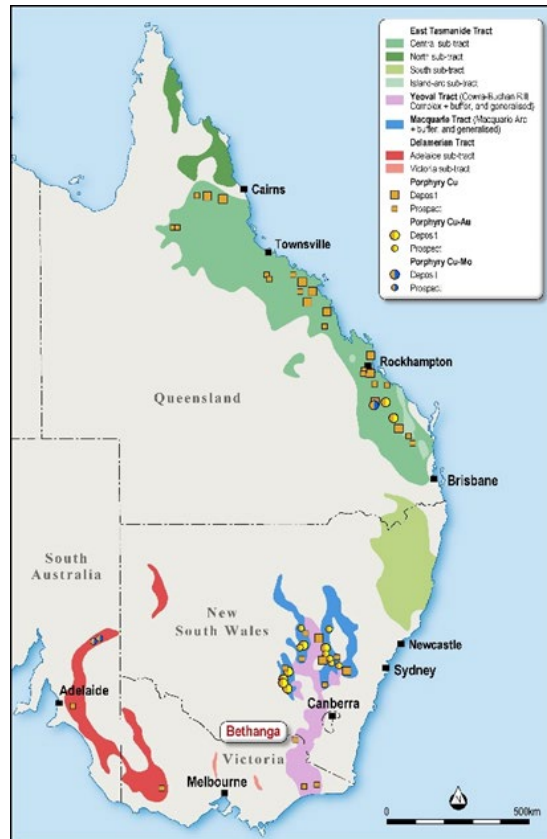 East Tasmanide Tract
Central sub-tract
North sub-tract
South sub-tract
Island-arc sub-tract
Yeoval Tract (Cowra-Buchan Rift
Complex + buffer, and generalised)
Macquarie Tract (Macquarie Arc
+ buffer, and generalised)
Delamerian Tract
Adelaide sub-tract
Victoria sub-tract
Porphyry Cu
Deposit
Prospect
Porphyry Cu-Au
Deposit
Prospect
Porphyry Cu-Mo
Deposit
Prospect
Cairns
Townsville
Rockhampton
Queensland
Brisbane
South
Australia
New
South Wales
Newcastle
Sydney
Adelaide
Canberra
Bethanga
Victoria
Melbourne
N
0
500km